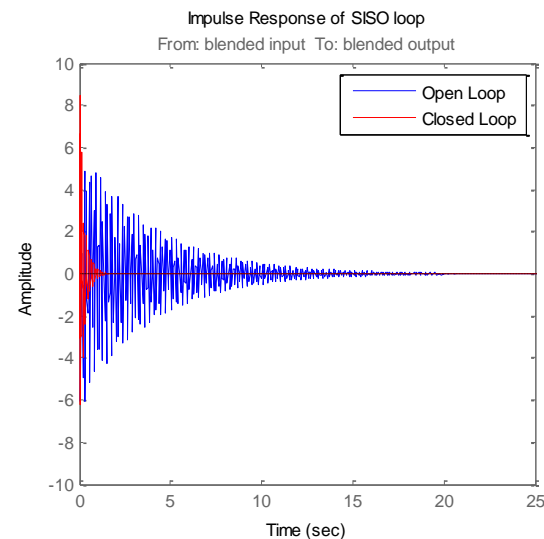 Impulse Response of SISO loop
From: blended input To: blended output
10
8
6
4
2
0
-2
-4
-6
-8
-10
Amplitude
Open Loop
Closed Loop
0 5 10 15 20 25
Time (sec)